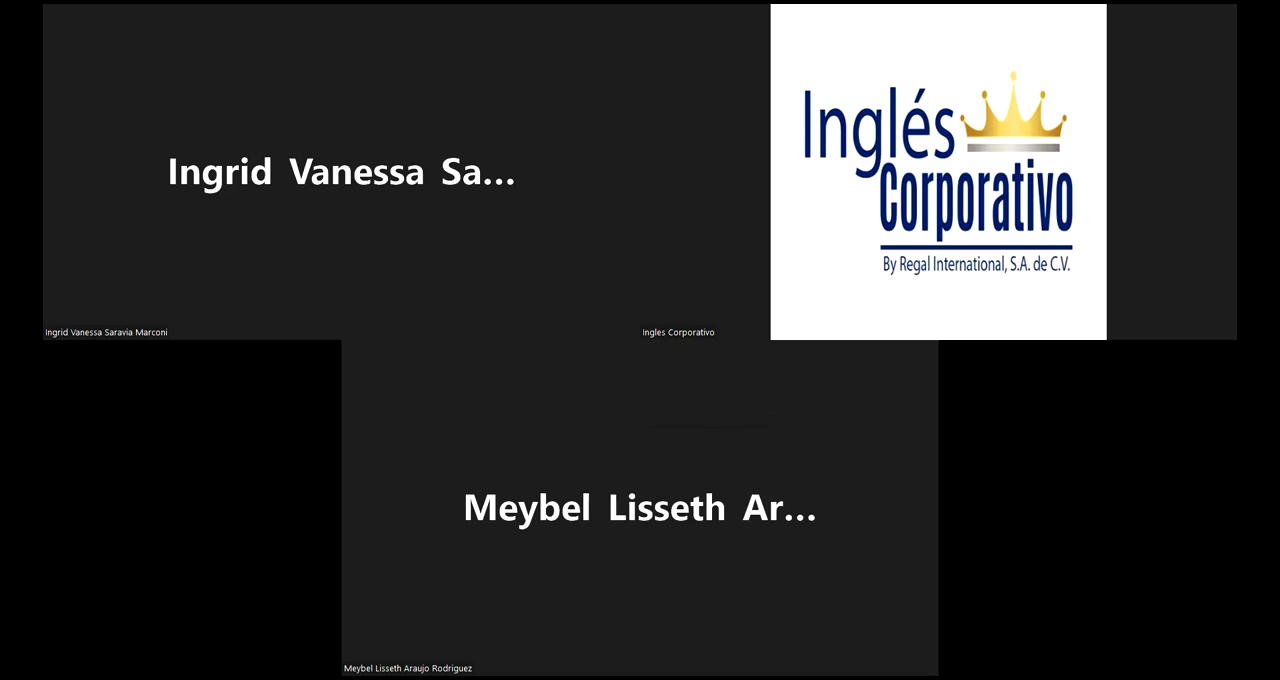 Ingrid Vanessa Sa...
Ingrid Vanessa Saravia Marconi
Inglés
Corporativo
By Regal International, S.A. de C.V.
Ingles Corporativo
Meybel Lisseth Ar...
Meybel Lisseth Araujo Rodriguez